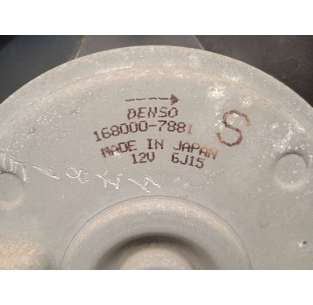 DENSO
168000-7881
S
MADE IN JAPAN
12V 6J15